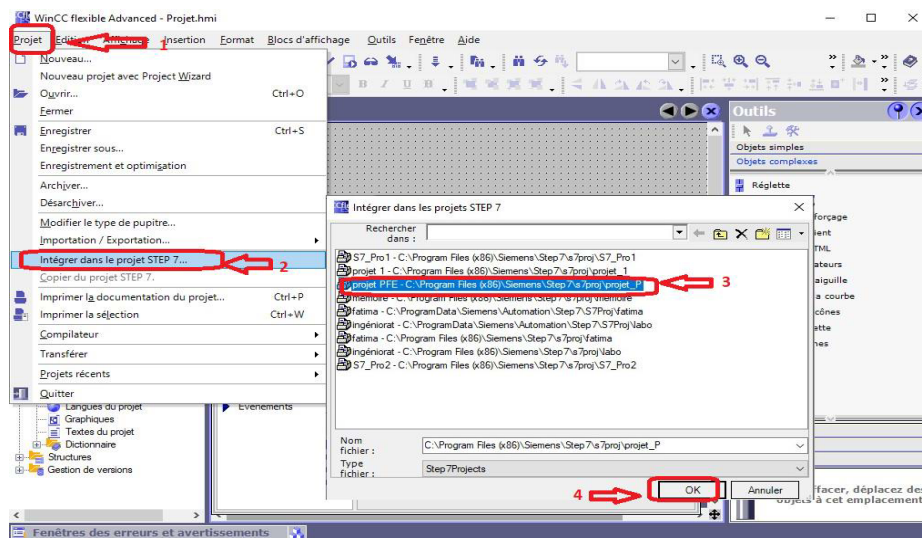 WinCC flexible Advanced - Projet.hmi
Projet Edition Affichage Insertion Format Blocs d'affichage Outils Fenêtre Aide
1
Nouveau...
Nouveau projet avec Project Wizard
Ouvrir... Ctrl+O
Fermer
Enregistrer Ctrl+S
Enregistrer sous...
Enregistrement et optimisation
Archiver...
Désarchiver...
Modifier le type de pupitre...
Importation / Exportation...
Intégrer dans le projet STEP 7...
2
Copier du projet STEP 7.
Imprimer la documentation du projet... Ctrl+P
Imprimer la sélection Ctrl+W
Compilateur
Transférer
Projets récents
Quitter
Langues du projet
Graphiques
Textes du projet
Dictionnaire
Structures
Gestion de versions
Evénements
B I U B
Outils
Objets simples
Objets complexes
Réglette
forçage
ient
TML
ateurs
aiguille
a courbe
cônes
ette
nes
Intégrer dans les projets STEP 7
Rechercher
dans :
S7_Pro1 - C:\Program Files (x86)\Siemens\Step7\s7proj\S7_Pro1
projet 1 - C:\Program Files (x86)\Siemens\Step7\s7proj\projet_1
projet PFE - C:\Program Files (x86)\Siemens\Step7\s7proj\projet_P
3
memoire - C:\Program Files (x86)\Siemens\Step7\s7proj\memoire
fatima - C:\ProgramData\Siemens\Automation\Step7\S7Proj\fatima
ingéniorat - C:\ProgramData\Siemens\Automation\Step7\S7Proj\labo
fatima - C:\Program Files (x86)\Siemens\Step7\s7proj\fatima
ingéniorat - C:\Program Files (x86)\Siemens\Step7\s7proj\labo
S7_Pro2 - C:\Program Files (x86)\Siemens\Step7\s7proj\S7_Pro2
Nom
fichier :
C:\Program Files (x86)\Siemens\Step7\s7proj\projet_P
Type
fichier :
Step7Projects
4
OK
Annuler
ffacer, déplacez des
objets à cet emplacement
Fenêtres des erreurs et avertissements